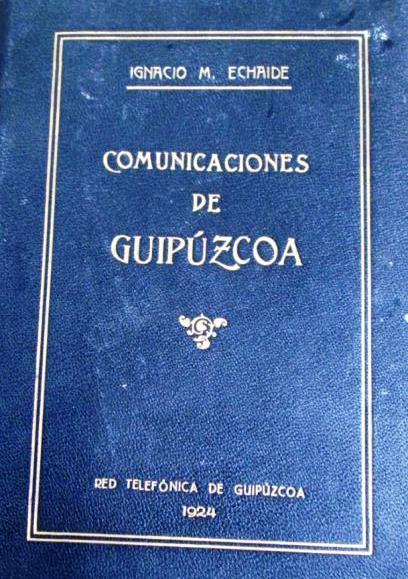 IGNACIO M. ECHAIDE
COMUNICACIONES
DE
GUIPÚZCOA
RED TELEFÓNICA DE GUIPÚZCOA
1924